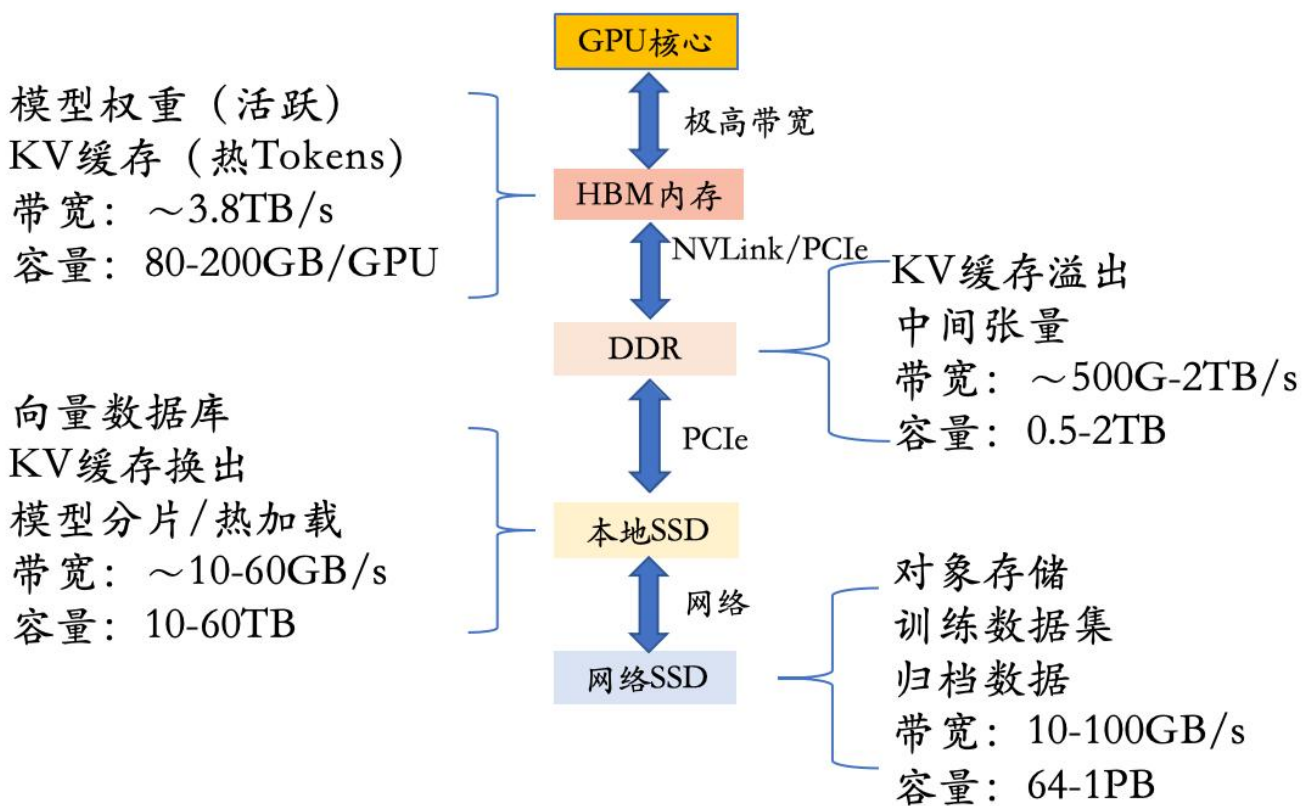 GPU核心
极高带宽
模型权重（活跃）
KV缓存（热Tokens）
带宽：～3.8TB/s
容量：80-200GB/GPU
HBM内存
NVLink/PCIe
DDR
KV缓存溢出
中间张量
带宽：～500G-2TB/s
容量：0.5-2TB
PCIe
向量数据库
KV缓存换出
模型分片/热加载
带宽：～10-60GB/s
容量：10-60TB
本地SSD
网络
网络SSD
对象存储
训练数据集
归档数据
带宽：10-100GB/s
容量：64-1PB